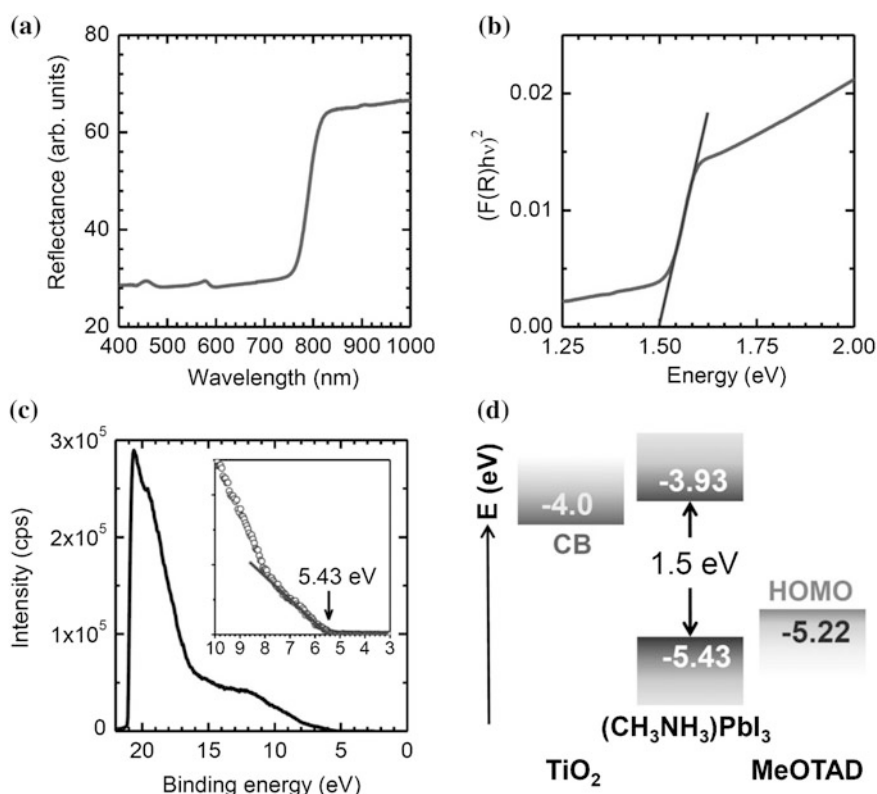 (a)
80
60
40
20
Reflectance (arb. units)
400 500 600 700 800 900 1000
Wavelength (nm)
(b)
0.02
0.01
0.00
(F(R)hν)²
1.25 1.50 1.75 2.00
Energy (eV)
(c)
3x10⁵
2x10⁵
1x10⁵
0
Intensity (cps)
5.43 eV
10 9 8 7 6 5 4 3
20 15 10 5 0
Binding energy (eV)
(d)
E (eV)
-4.0
CB
-3.93
1.5 eV
HOMO
-5.22
-5.43
(CH₃NH₃)PbI₃
TiO₂
MeOTAD